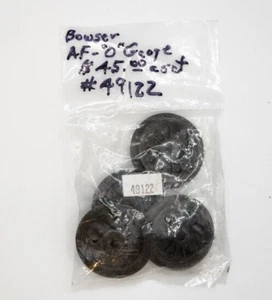 Bowser
AF-"O" Gauge
$45.00 cost
#49122
49122